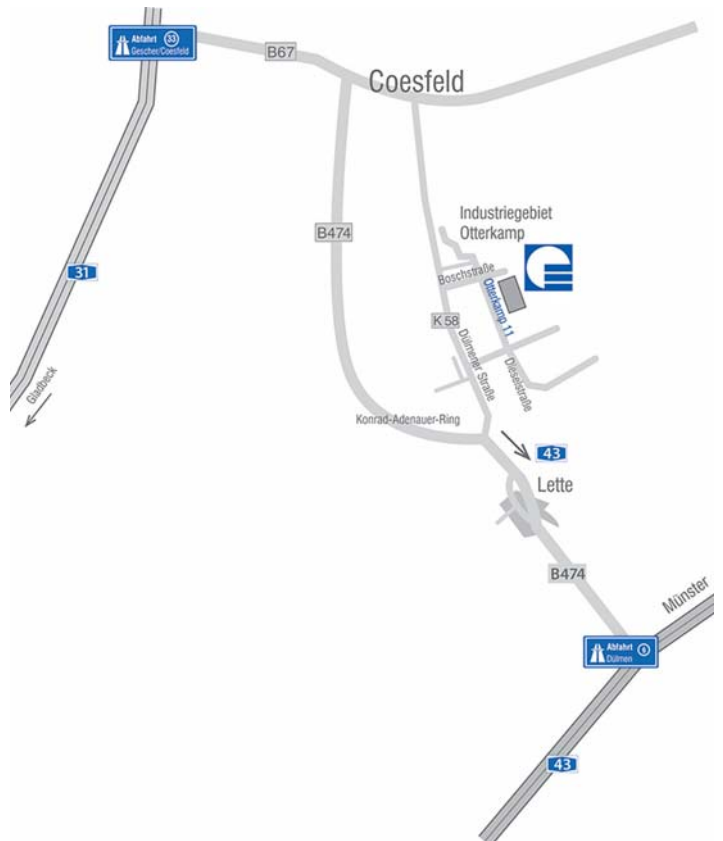 Abfahrt 33
Gescher/Coesfeld
B67
Coesfeld
B474
Industriegebiet
Otterkamp
31
Boschstraße
Otterkamp 11
K 58
Dülmener Straße
Dieselstraße
Gladbeck
Konrad-Adenauer-Ring
43
Lette
B474
Münster
Abfahrt 6
Dülmen
43